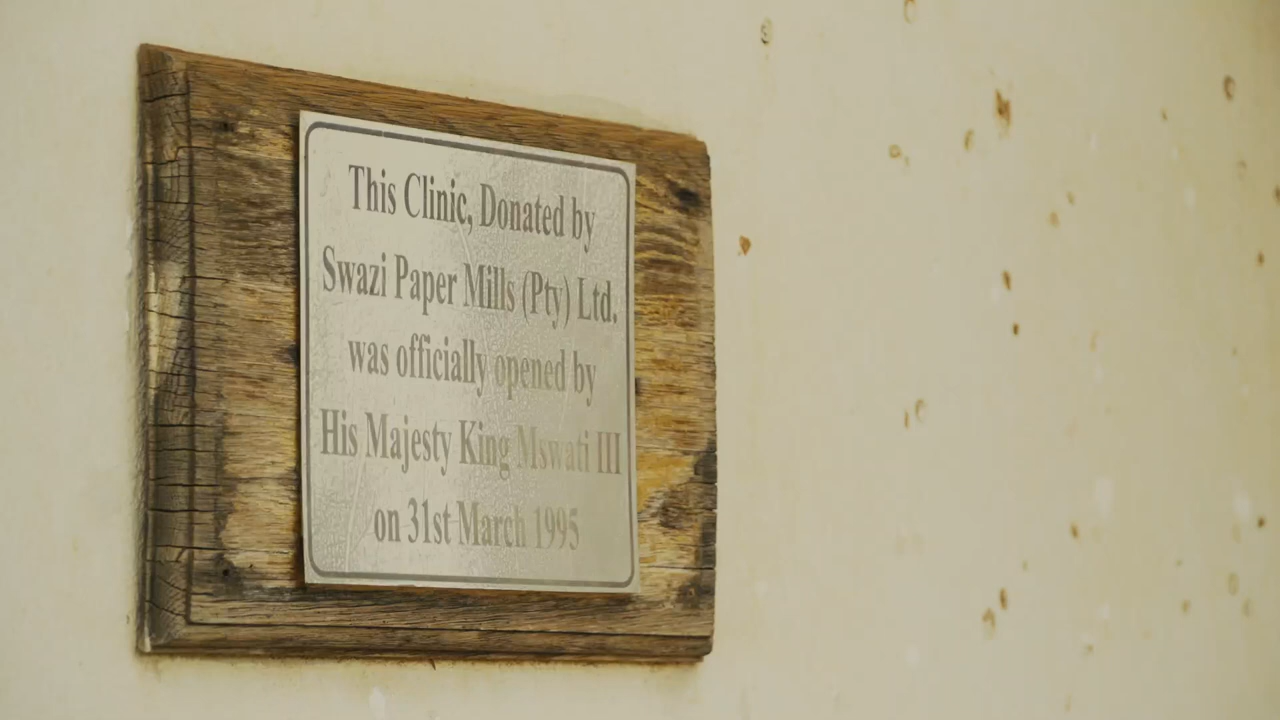 This Clinic, Donated by
Swazi Paper Mills (Pty) Ltd.
was officially opened by
His Majesty King Mswati III
on 31st March 1995